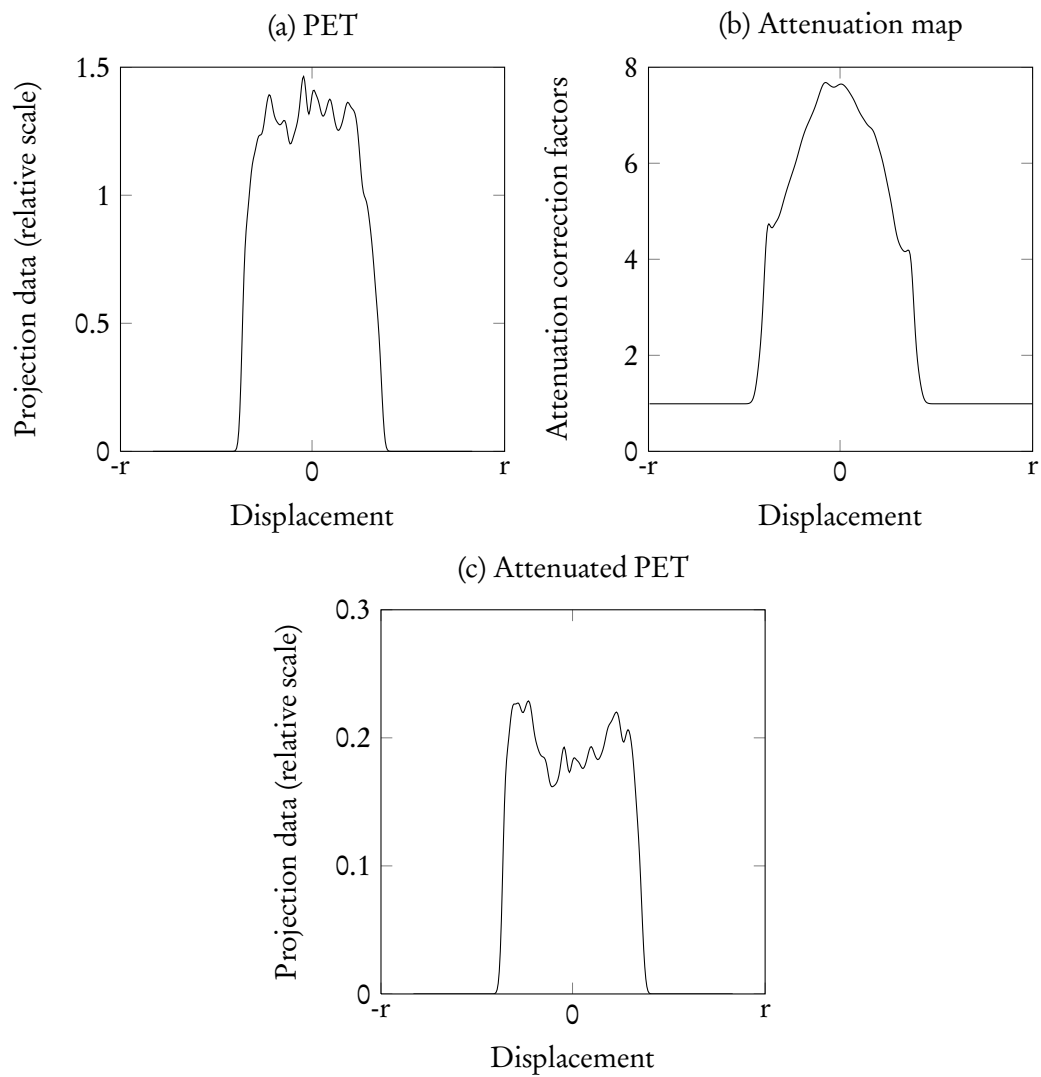 (a) PET
1.5
1
0.5
0
-r
0
r
Projection data (relative scale)
Displacement
(b) Attenuation map
8
6
4
2
0
-r
0
r
Attenuation correction factors
Displacement
(c) Attenuated PET
0.3
0.2
0.1
0
-r
0
r
Projection data (relative scale)
Displacement